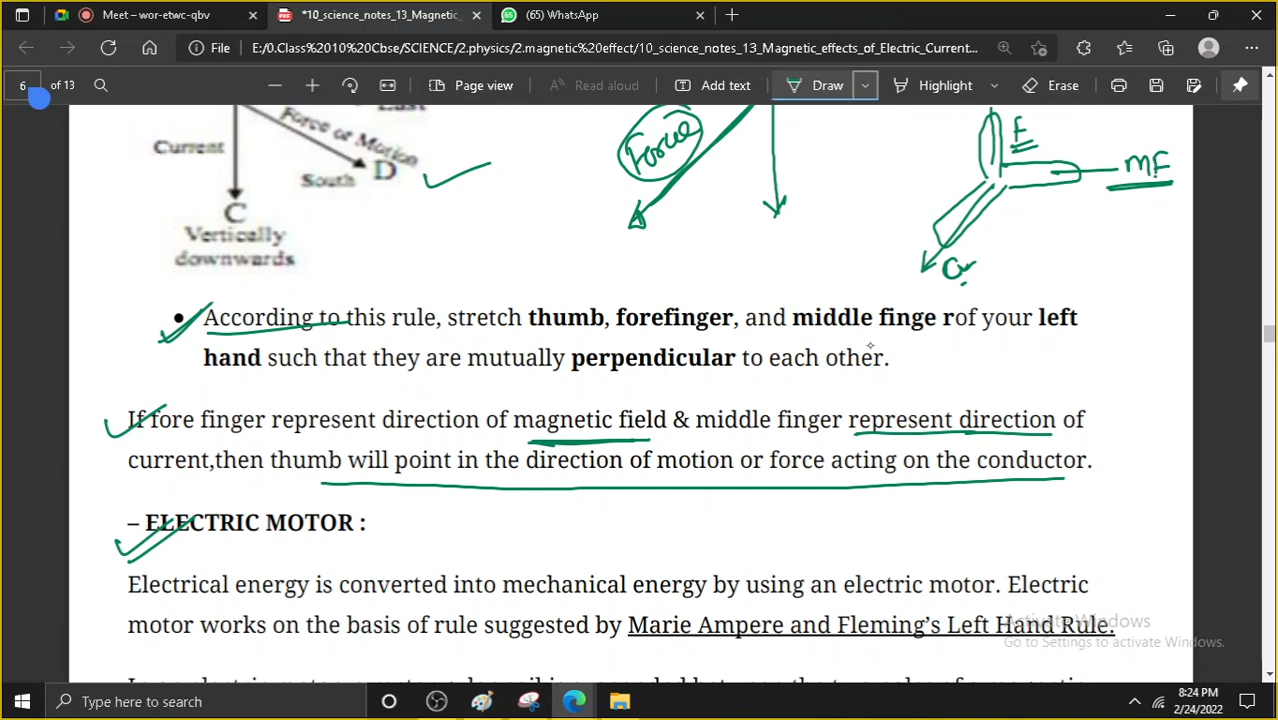 Meet – wor-etwc-qbv
*10_science_notes_13_Magnetic_
(65) WhatsApp
File
E:/0.Class%2010%20Cbse/SCIENCE/2.physics/2.magnetic%20effect/10_science_notes_13_Magnetic_effects_of_Electric_Current...
6 of 13
Page view
Read aloud
Add text
Draw
Highlight
Erase
East
Force or Motion
Current
South D
C
Vertically
downwards
Force
F
MF
Cur
• According to this rule, stretch thumb, forefinger, and middle finge rof your left
hand such that they are mutually perpendicular to each other.
If fore finger represent direction of magnetic field & middle finger represent direction of
current,then thumb will point in the direction of motion or force acting on the conductor.
– ELECTRIC MOTOR :
Electrical energy is converted into mechanical energy by using an electric motor. Electric
motor works on the basis of rule suggested by Marie Ampere and Fleming's Left Hand Rule.
Activate Windows
Go to Settings to activate Windows.
Type here to search
8:24 PM
2/24/2022